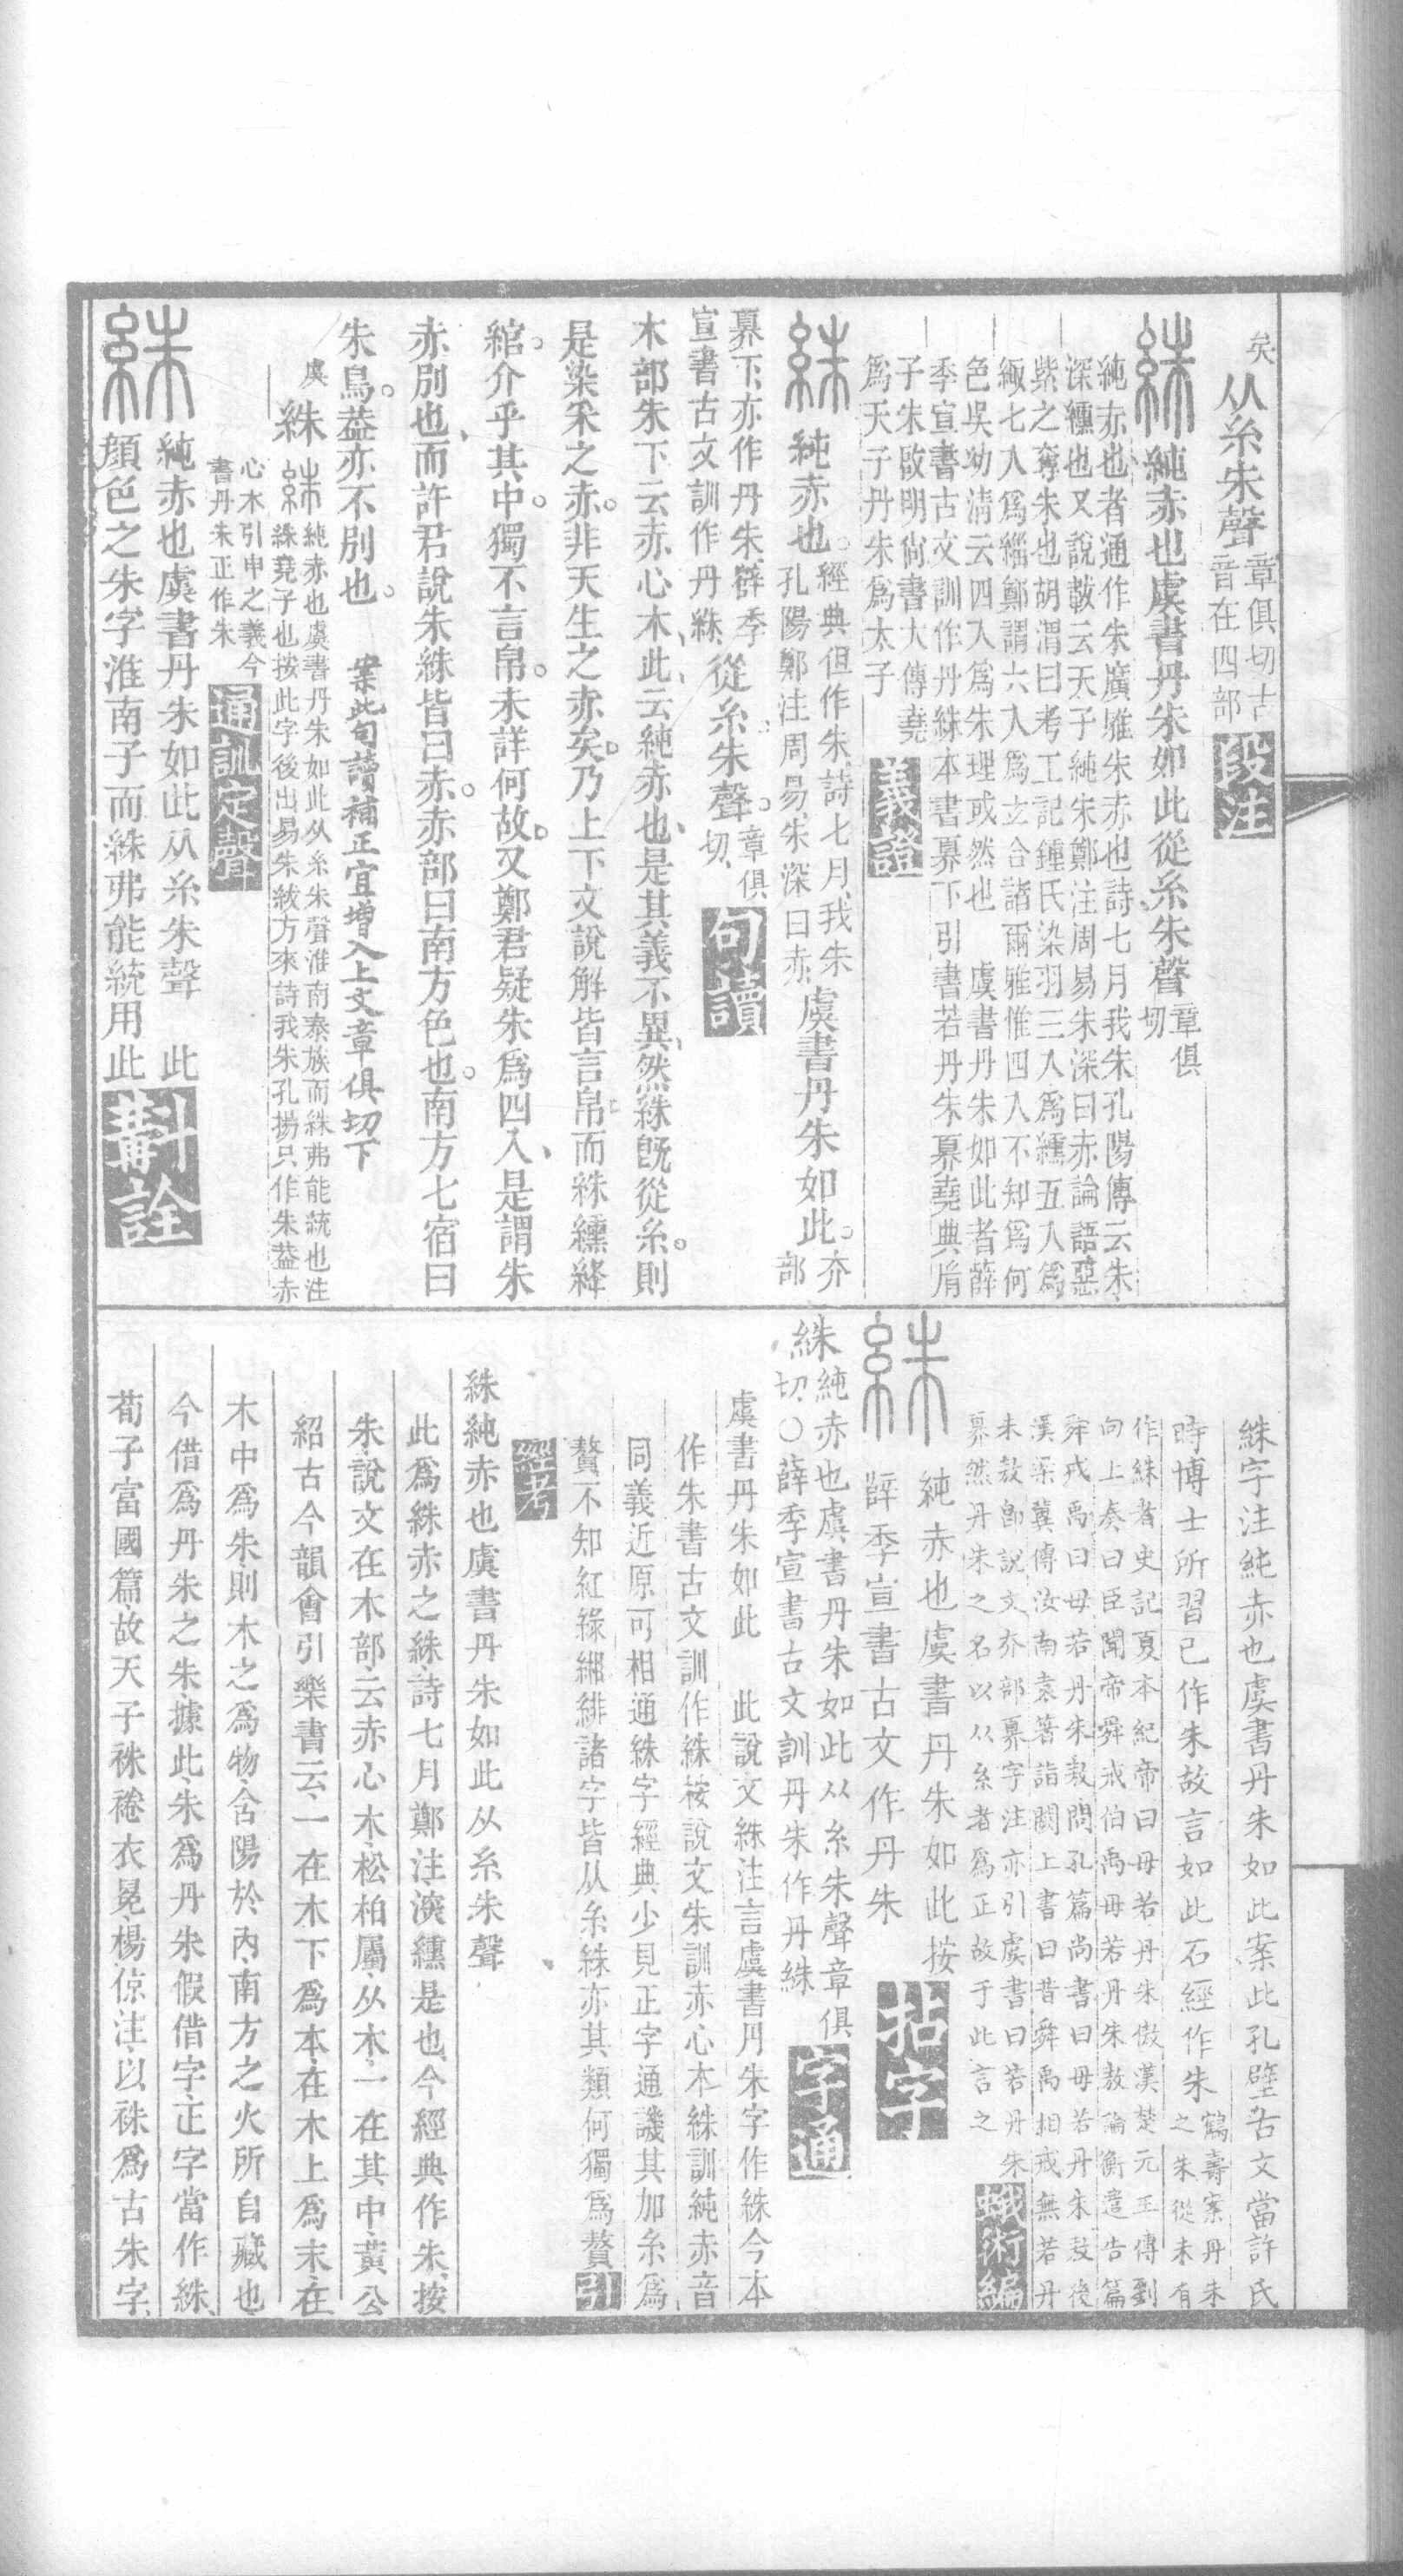 矣从糸朱聲章俱切古
音在四部段注
絑純赤也虞書丹朱如此從糸朱聲章俱
切
純赤也者通作朱廣雅朱赤也詩七月我朱孔陽傳云朱
深纁也又說韍云天子純朱鄭注周易朱深曰赤論語惡
紫之奪朱也胡渭曰考工記鍾氏染羽三入爲纁五入爲
緅七入爲緇鄭謂六入爲玄合諸爾雅惟四入不知爲何
色吳幼清云四入爲朱理或然也 虞書丹朱如此者薛
季宣書古文訓作丹絑本書奡下引書若丹朱奡堯典胤
子朱啟明尚書大傳堯
爲天子丹朱爲太子義證
絑純赤也。經典但作朱、詩七月、我朱
孔陽鄭注周易、朱深曰赤、虞書丹朱如此。夰
部
奡下、亦作丹朱、薛季
宣書古文訓作丹絑、從糸朱聲。章俱
切、句讀
木部朱下云赤心木、此云純赤也、是其義不異、然絑旣從糸。則
是染采之赤。非天生之赤矣。乃上下文說解皆言帛而絑纁絳
綰。介乎其中。獨不言帛。未詳何故。又鄭君疑朱爲四入、是謂朱
赤別也、而許君說朱絑皆曰赤。赤部曰南方色也。南方七宿曰
朱鳥。葢亦不別也。 案此句讀補正宜增入上文章俱切下
虞絑絑純赤也虞書丹朱如此从糸朱聲淮南泰族而絑弗能統也注
絑堯子也按此字後出易朱紱方來詩我朱孔揚只作朱葢赤
心木引申之義今
書丹朱正作朱通訓定聲
絑純赤也虞書丹朱如此从糸朱聲 此
顏色之朱字淮南子而絑弗能統用此斠詮
絑字注純赤也虞書丹朱如此案此孔壁古文當許氏
時博士所習已作朱故言如此石經作朱鶴壽案丹朱
之朱從未有
作絑者史記夏本紀帝曰毋若丹朱傲漢楚元王傳劉
向上奏曰臣聞帝舜戒伯禹毋若丹朱敖論衡遣告篇
舜戒禹曰毋若丹朱敖問孔篇尚書曰毋若丹朱敖後
漢梁冀傳汝南袁著詣闕上書曰昔舜禹相戒無若丹
朱敖卽說文夰部奡字注亦引虞書曰若丹朱
奡然丹朱之名以从糸者爲正故于此言之蛾術編
絑純赤也虞書丹朱如此按
薛季宣書古文作丹朱拈字
絑純赤也虞書丹朱如此从糸朱聲章俱
切、〇薛季宣書古文訓丹朱作丹絑字通
虞書丹朱如此 此說文絑注言虞書丹朱字作絑今本
作朱書古文訓作絑按說文朱訓赤心木絑訓純赤音
同義近原可相通絑字經典少見正字通譏其加糸爲
贅不知紅綠緗緋諸字皆从糸絑亦其類何獨爲贅引
經考
絑純赤也虞書丹朱如此从糸朱聲
此爲絑赤之絑、詩七月鄭注深纁是也、今經典作朱、按
朱、說文在木部、云赤心木、松柏屬、从木、一在其中、黃公
紹古今韻會引樂書云、一在木下爲本、在木上爲末、在
木中爲朱、則木之爲物、含陽於內、南方之火所自藏也
今借爲丹朱之朱、據此、朱爲丹朱假借字、正字當作絑、
荀子富國篇、故天子袾裷衣冕、楊倞注、以袾爲古朱字、